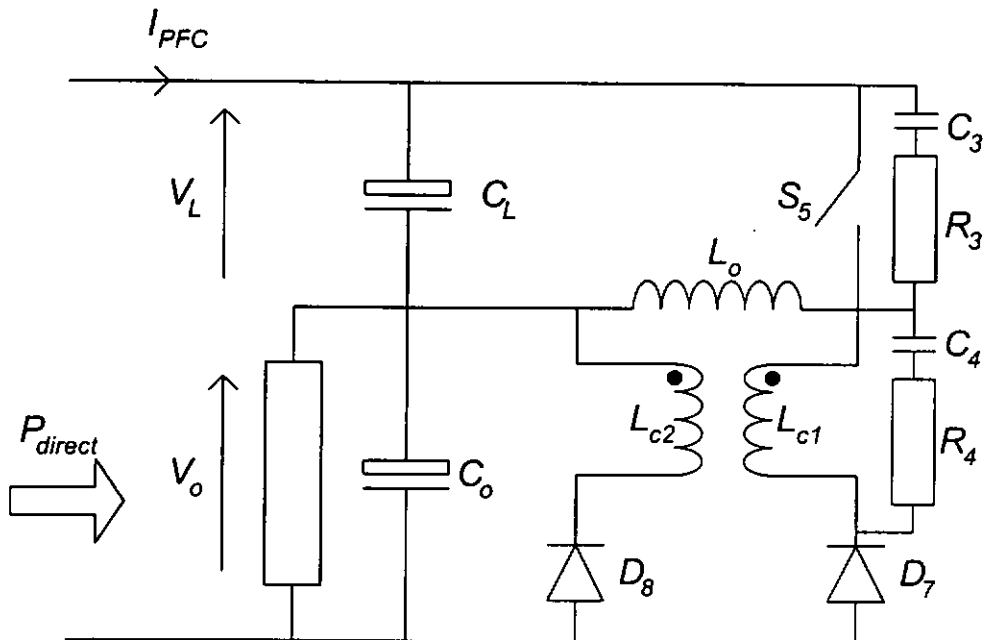 I_PFC
C_3
V_L
C_L
S_5
R_3
L_o
C_4
L_c2
L_c1
R_4
P_direct
V_o
C_o
D_8
D_7